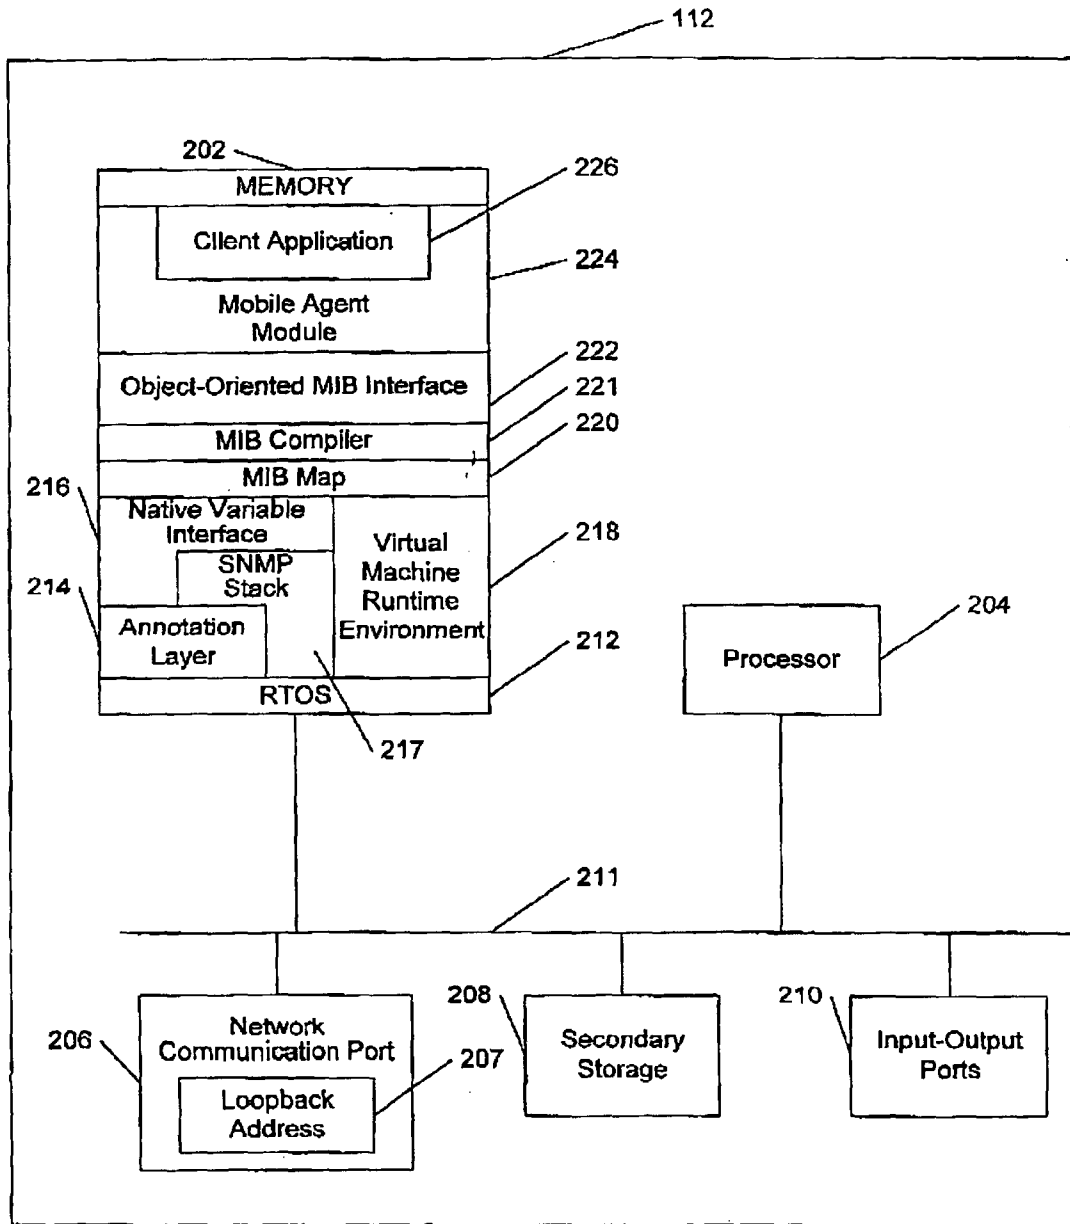 112
202
MEMORY
226
Client Application
224
Mobile Agent
Module
222
Object-Oriented MIB Interface
221
MIB Compiler
220
MIB Map
216
Native Variable
Interface
218
Virtual
Machine
Runtime
Environment
SNMP
Stack
214
Annotation
Layer
212
RTOS
217
204
Processor
211
206
Network
Communication Port
207
Loopback
Address
208
Secondary
Storage
210
Input-Output
Ports